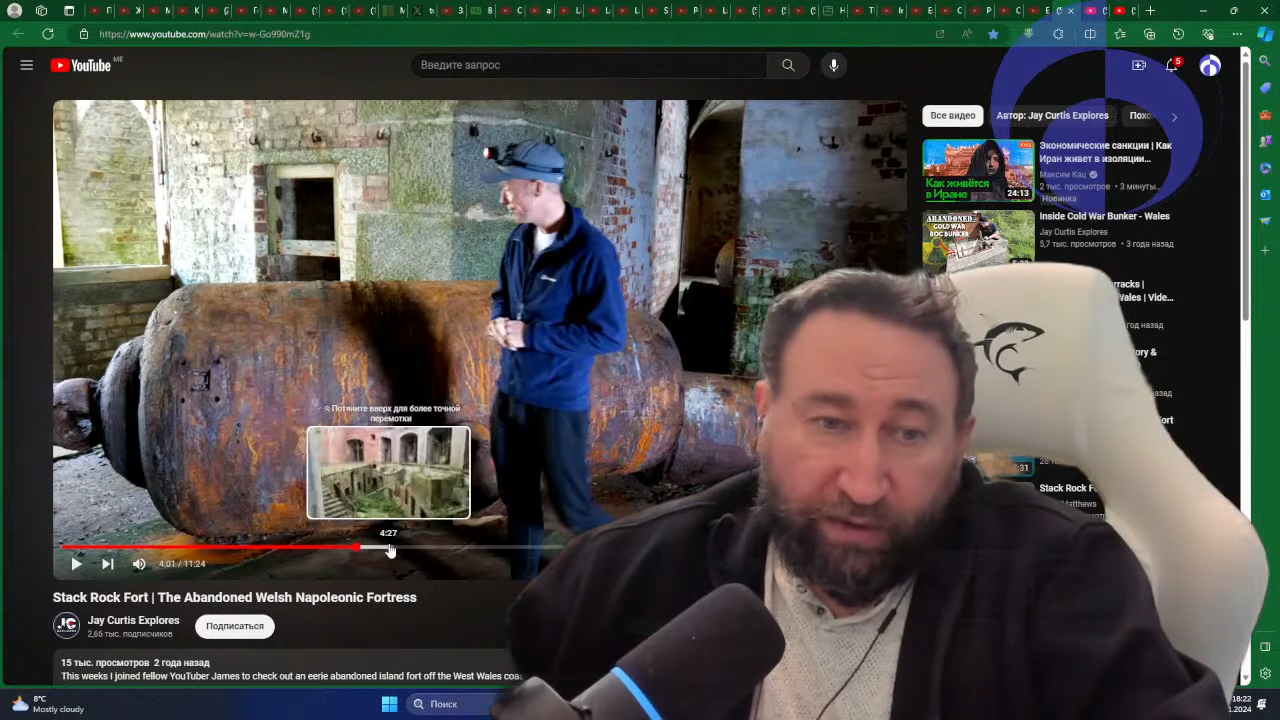 https://www.youtube.com/watch?v=w-Go990mZ1g
YouTube ME
Введите запрос
5
Все видео
Автор: Jay Curtis Explores
Похо
Как живётся
в Иране
24:13
Экономические санкции | Как
Иран живет в изоляции...
Максим Кац
2 тыс. просмотров • 3 минуты...
Новинка
ABANDONED
COLD WAR
ROC BUNKER
Inside Cold War Bunker - Wales
Jay Curtis Explores
5,7 тыс. просмотров • 3 года назад
год назад
Потяните вверх для более точной
перемотки
4:27
4:01 / 11:24
Stack Rock Fort | The Abandoned Welsh Napoleonic Fortress
Jay Curtis Explores
2,66 тыс. подписчиков
Подписаться
15 тыс. просмотров 2 года назад
This weeks I joined fellow YouTuber James to check out an eerie abandoned island fort off the West Wales
8°C
Mostly cloudy
Поиск
18:22